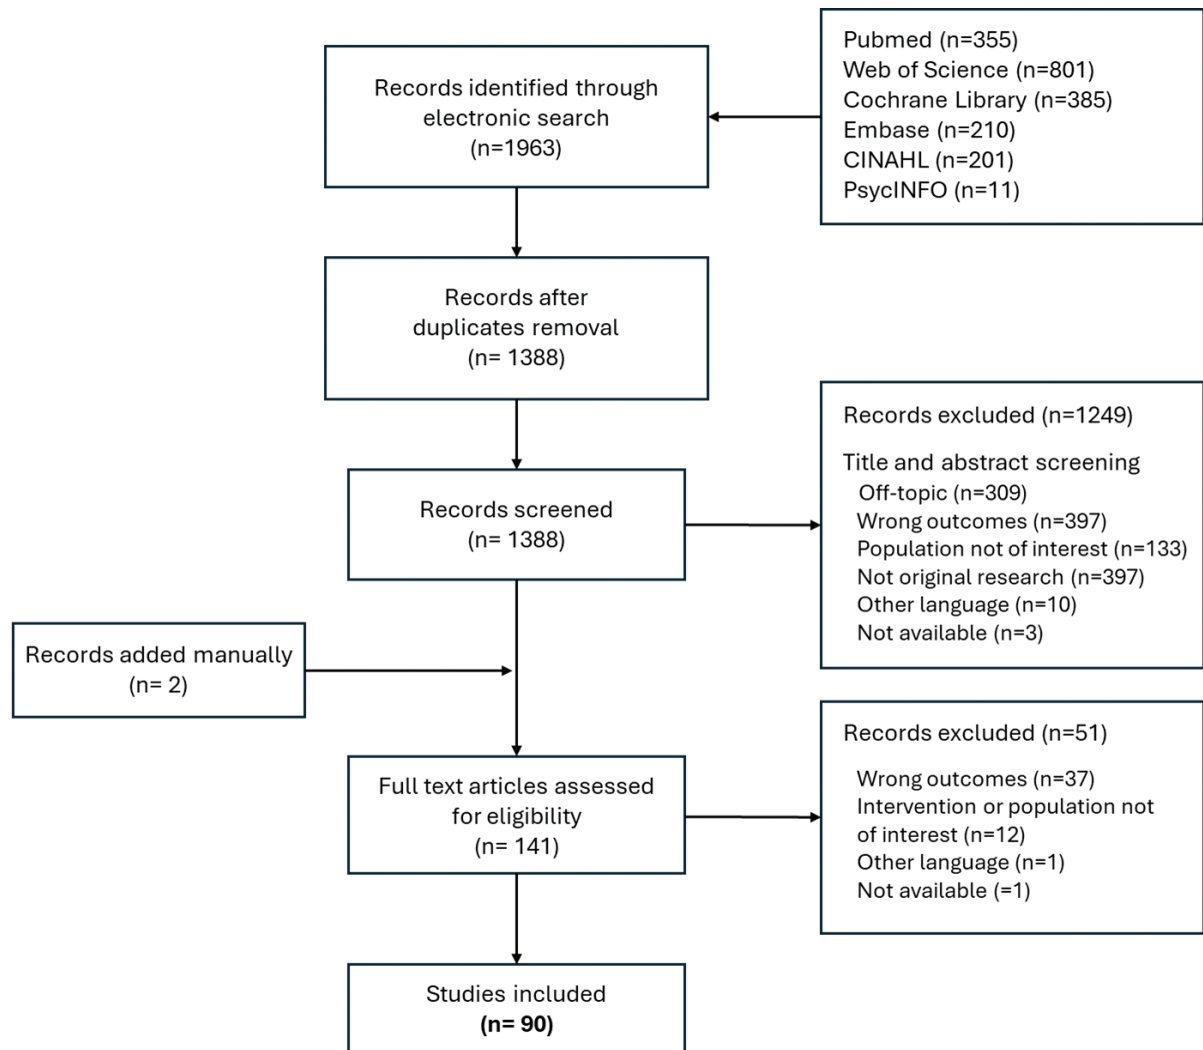 Records identified through
electronic search
(n=1963)
Pubmed (n=355)
Web of Science (n=801)
Cochrane Library (n=385)
Embase (n=210)
CINAHL (n=201)
PsycINFO (n=11)
Records after
duplicates removal
(n= 1388)
Records screened
(n= 1388)
Records excluded (n=1249)
Title and abstract screening
Off-topic (n=309)
Wrong outcomes (n=397)
Population not of interest (n=133)
Not original research (n=397)
Other language (n=10)
Not available (n=3)
Records added manually
(n= 2)
Full text articles assessed
for eligibility
(n= 141)
Records excluded (n=51)
Wrong outcomes (n=37)
Intervention or population not
of interest (n=12)
Other language (n=1)
Not available (=1)
Studies included
(n= 90)